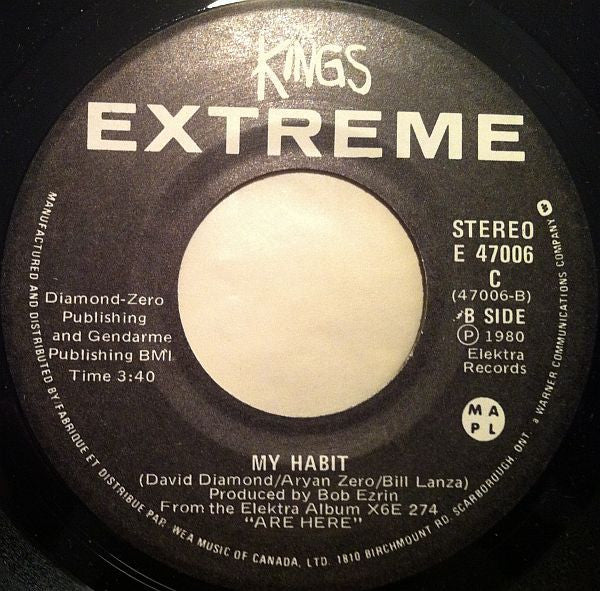 KINGS
EXTREME
STEREO
E 47006
C
(47006-B)
B SIDE
Ⓟ 1980
Elektra
Records
Diamond-Zero
Publishing
and Gendarme
Publishing BMI
Time 3:40
M A
P L
MY HABIT
(David Diamond/Aryan Zero/Bill Lanza)
Produced by Bob Ezrin
From the Elektra Album X6E 274
"ARE HERE"
MANUFACTURED AND DISTRIBUTED BY/FABRIQUE ET DISTRIBUE PAR. WEA MUSIC OF CANADA, LTD. 1810 BIRCHMOUNT RD. SCARBOROUGH, ONT. a WARNER COMMUNICATIONS COMPANY